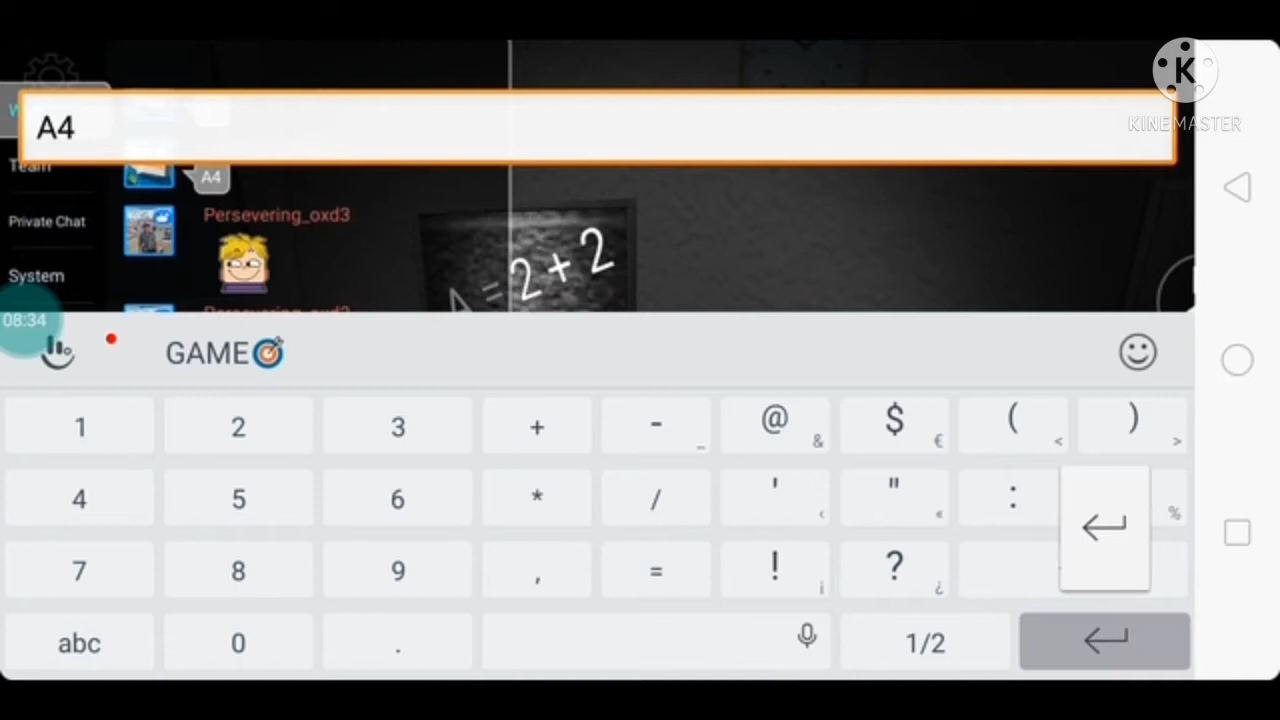 K
KINEMASTER
A4
A4
Team
Private Chat
Persevering_oxd3
System
A = 2 + 2
08:34
GAME🎯
1 2 3 + - _ @ & $ € ( < ) >
4 5 6 * / ' ‹ " « : %
7 8 9 , = ! ¡ ? ¿
abc 0 . 1/2